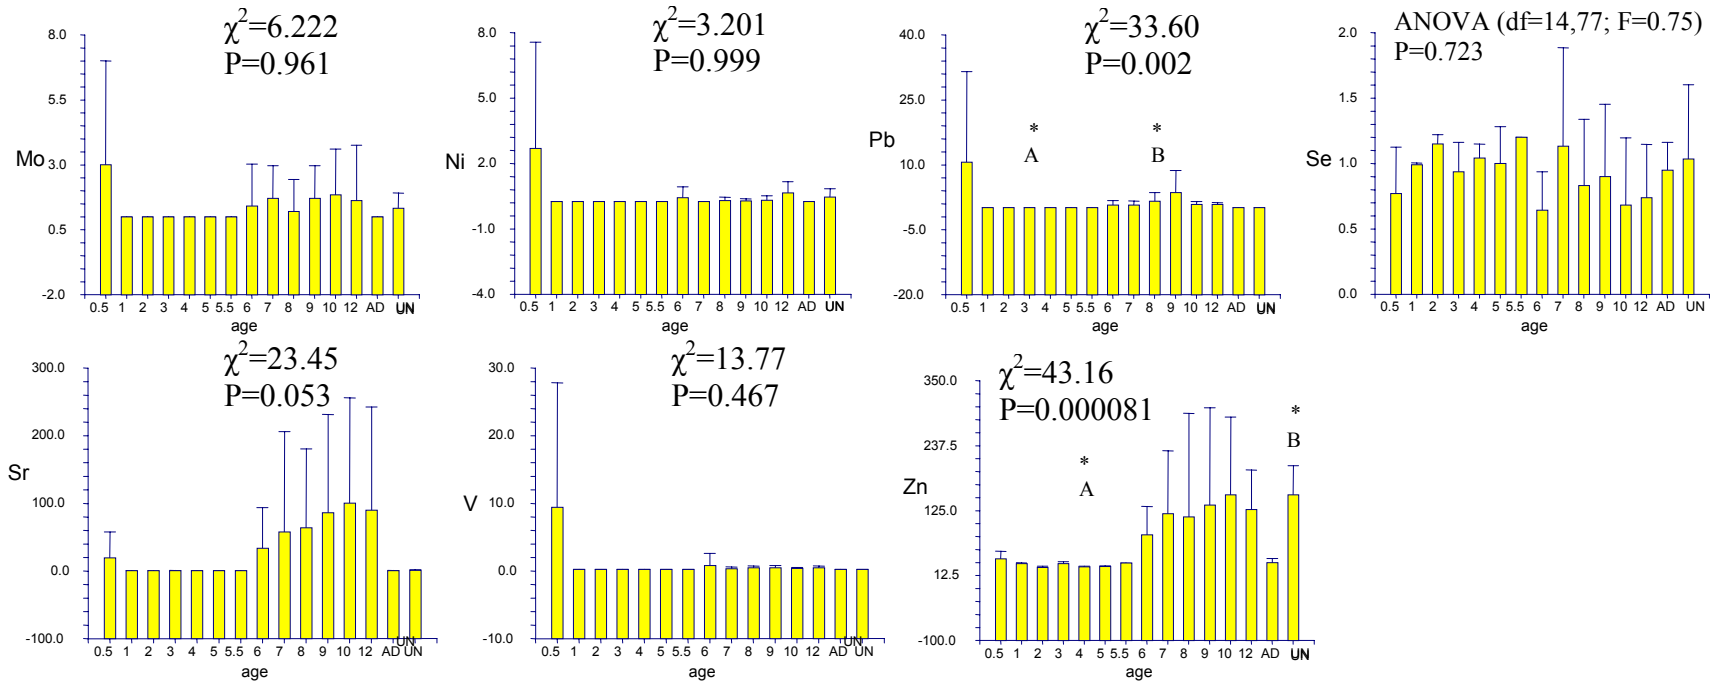 χ²=6.222
P=0.961
8.0
5.5
3.0
0.5
-2.0
Mo
0.5 1 2 3 4 5 5.5 6 7 8 9 10 12 AD UN
age
χ²=3.201
P=0.999
8.0
5.0
2.0
-1.0
-4.0
Ni
0.5 1 2 3 4 5 5.5 6 7 8 9 10 12 AD UN
age
χ²=33.60
P=0.002
40.0
25.0
10.0
-5.0
-20.0
Pb
* *
A B
0.5 1 2 3 4 5 5.5 6 7 8 9 10 12 AD UN
age
ANOVA (df=14,77; F=0.75)
P=0.723
2.0
1.5
1.0
0.5
0.0
Se
0.5 1 2 3 4 5 5.5 6 7 8 9 10 12 AD UN
age
χ²=23.45
P=0.053
300.0
200.0
100.0
0.0
-100.0
Sr
0.5 1 2 3 4 5 5.5 6 7 8 9 10 12 AD UN
UN
age
χ²=13.77
P=0.467
30.0
20.0
10.0
0.0
-10.0
V
0.5 1 2 3 4 5 5.5 6 7 8 9 10 12 AD UN
UN
age
χ²=43.16
P=0.000081
350.0
237.5
125.0
12.5
-100.0
Zn
* *
A B
0.5 1 2 3 4 5 5.5 6 7 8 9 10 12 AD UN
age